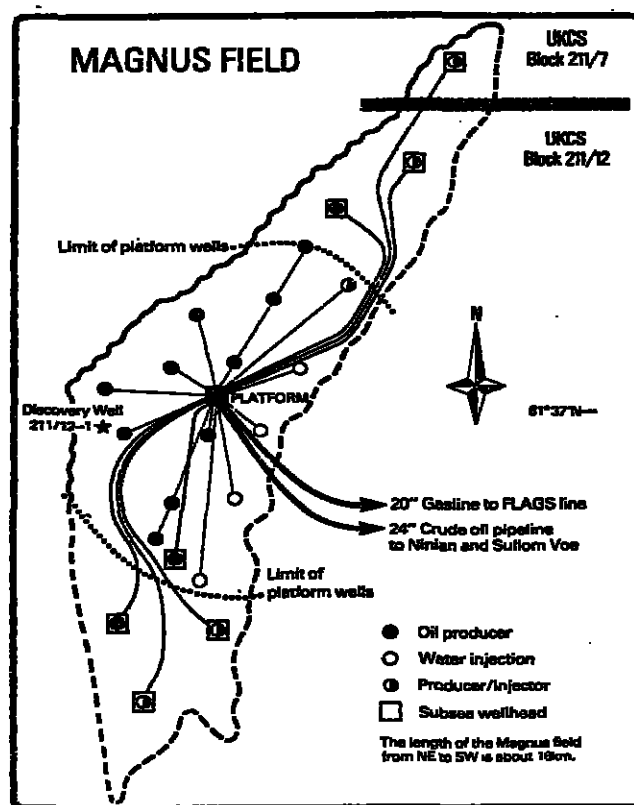 MAGNUS FIELD
UKCS
Block 211/7
UKCS
Block 211/12
Limit of platform wells
N
PLATFORM
Discovery Well
211/12-1
61°37'N
20" Gasline to FLAGS line
24" Crude oil pipeline
to Ninian and Sullom Voe
Limit of
platform wells
Oil producer
Water injection
Producer/Injector
Subsea wellhead
The length of the Magnus field
from NE to SW is about 16km.